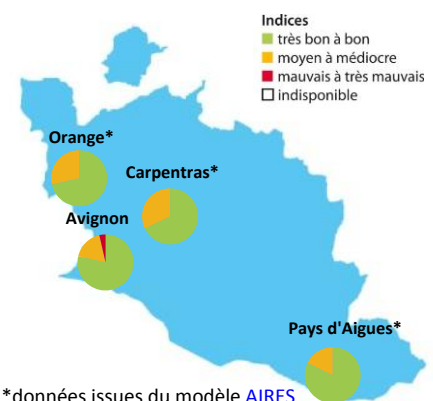 Indices
très bon à bon
moyen à médiocre
mauvais à très mauvais
indisponible
Orange*
Carpentras*
Avignon
Pays d'Aigues*
*données issues du modèle AIRES